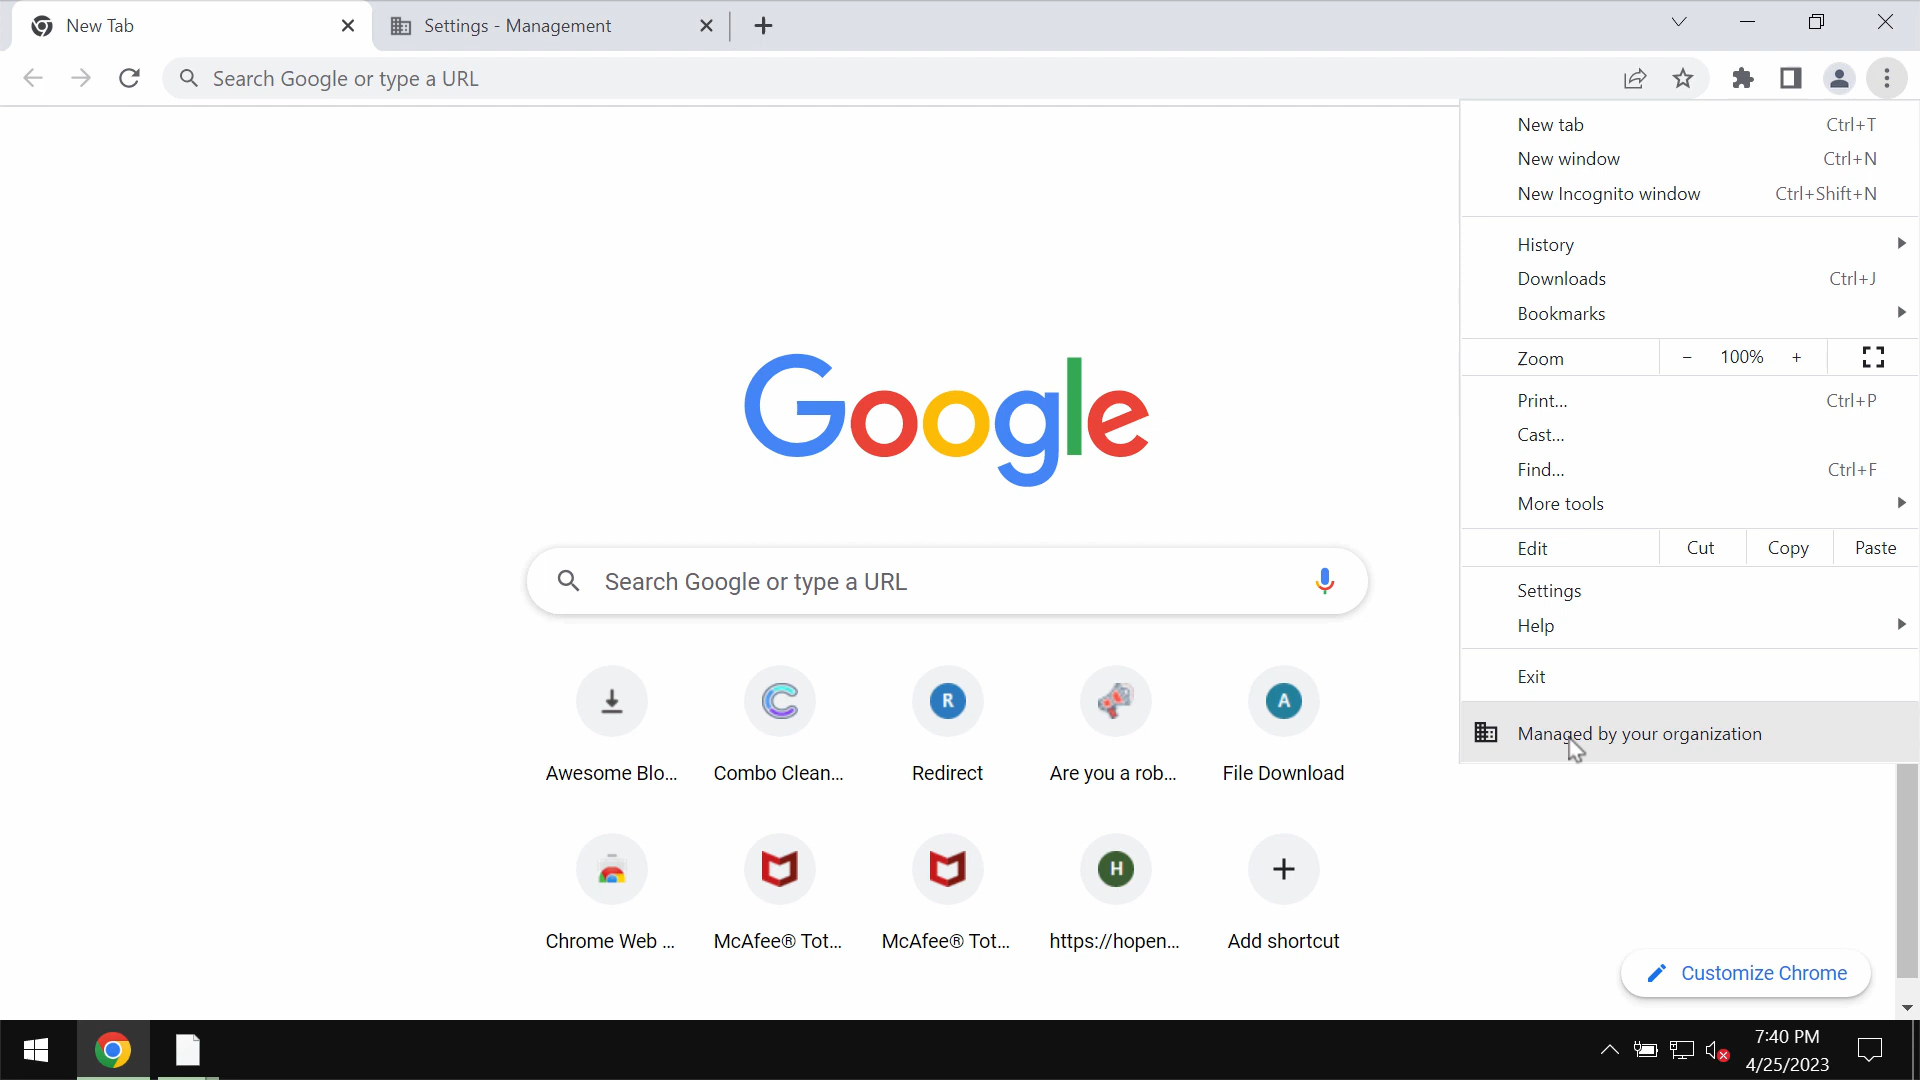 New Tab
Settings - Management
Search Google or type a URL
New tab Ctrl+T
New window Ctrl+N
New Incognito window Ctrl+Shift+N
History
Downloads Ctrl+J
Bookmarks
Zoom - 100% +
Print... Ctrl+P
Cast...
Find... Ctrl+F
More tools
Edit Cut Copy Paste
Settings
Help
Exit
Managed by your organization
Google
Search Google or type a URL
R A
Awesome Blo... Combo Clean... Redirect Are you a rob... File Download
H
Chrome Web ... McAfee® Tot... McAfee® Tot... https://hopen... Add shortcut
Customize Chrome
7:40 PM
4/25/2023